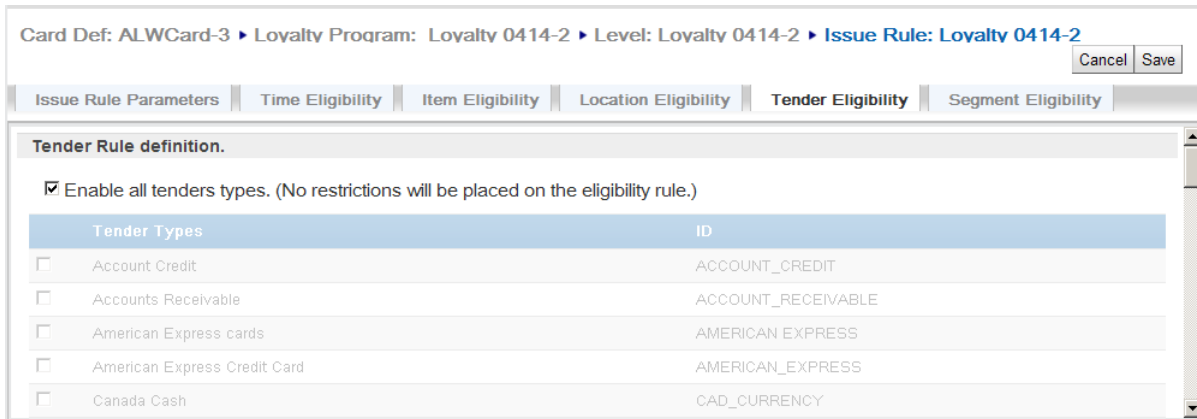 Card Def: ALWCard-3 ▸ Loyalty Program: Loyalty 0414-2 ▸ Level: Loyalty 0414-2 ▸ Issue Rule: Loyalty 0414-2
Cancel Save
Issue Rule Parameters Time Eligibility Item Eligibility Location Eligibility Tender Eligibility Segment Eligibility
Tender Rule definition.
Enable all tenders types. (No restrictions will be placed on the eligibility rule.)
Tender Types ID
Account Credit ACCOUNT_CREDIT
Accounts Receivable ACCOUNT_RECEIVABLE
American Express cards AMERICAN EXPRESS
American Express Credit Card AMERICAN_EXPRESS
Canada Cash CAD_CURRENCY